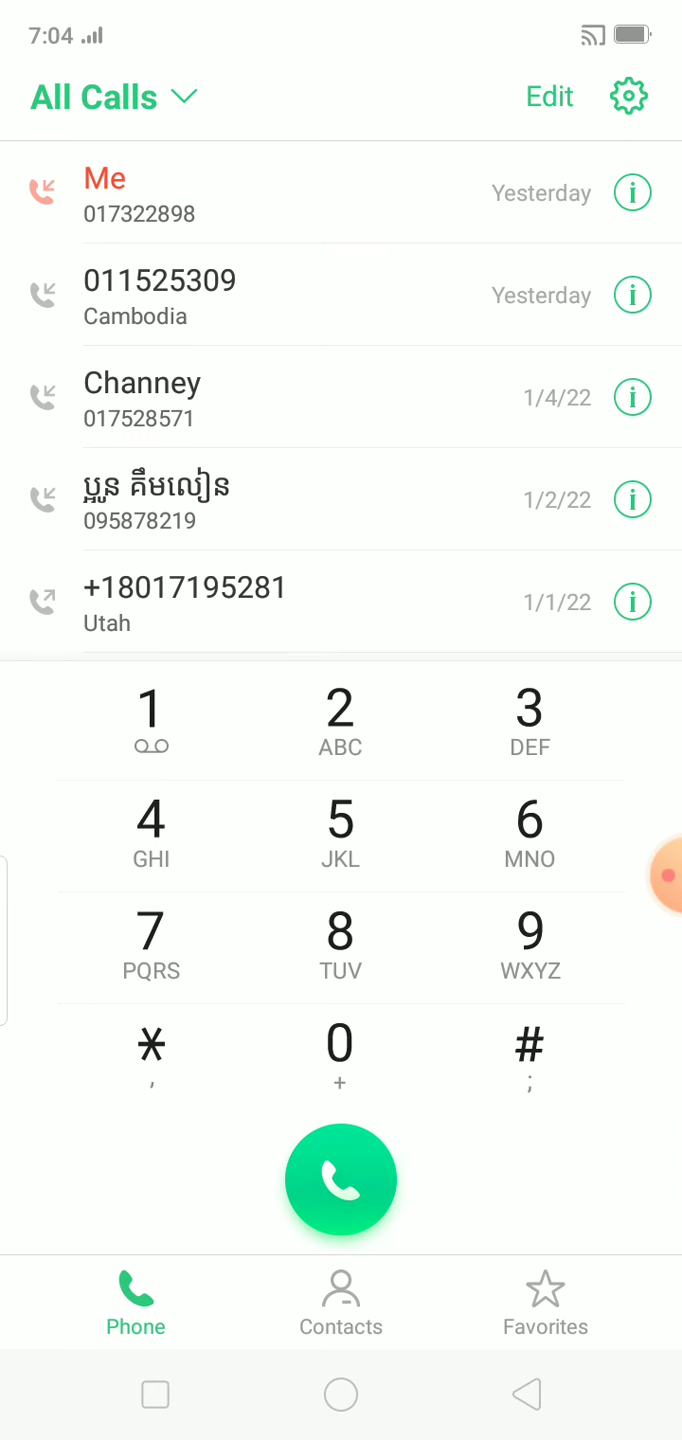 7:04
All Calls
Edit
Me
017322898
Yesterday
011525309
Cambodia
Yesterday
Channey
017528571
1/4/22
ប្អូន គឹមលៀន
095878219
1/2/22
+18017195281
Utah
1/1/22
1 2 3
ABC DEF
4 5 6
GHI JKL MNO
7 8 9
PQRS TUV WXYZ
* 0 #
, + ;
Phone Contacts Favorites